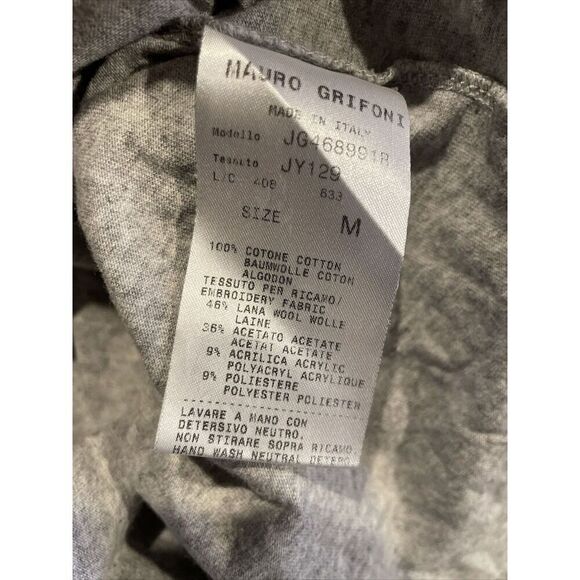 MAURO GRIFONI
MADE IN ITALY
Modello JG468991R
Tessuto JY129
L/C 408 633
SIZE M
100% COTONE COTTON
BAUMWOLLE COTON
ALGODON
TESSUTO PER RICAMO/
EMBROIDERY FABRIC
46% LANA WOOL WOLLE
LAINE
36% ACETATO ACETATE
ACETAT ACETATE
9% ACRILICA ACRYLIC
POLYACRYL ACRYLIQUE
9% POLIESTERE
POLYESTER POLIESTER
LAVARE A MANO CON
DETERSIVO NEUTRO.
NON STIRARE SOPRA RICAMO.
HAND WASH NEUTRAL